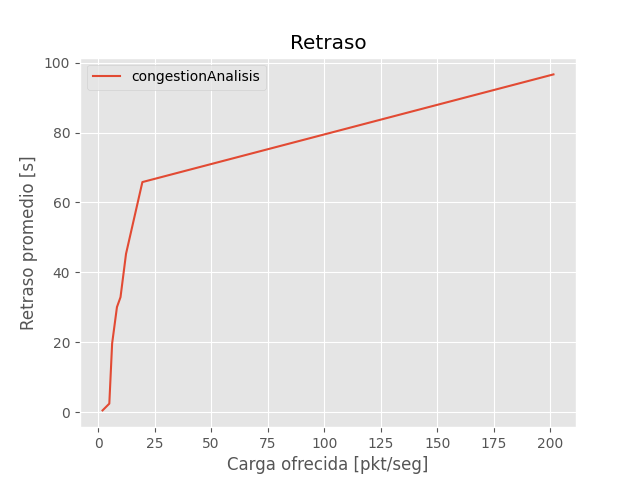 Retraso
congestionAnalisis
100
80
60
40
20
0
Retraso promedio [s]
0 25 50 75 100 125 150 175 200
Carga ofrecida [pkt/seg]